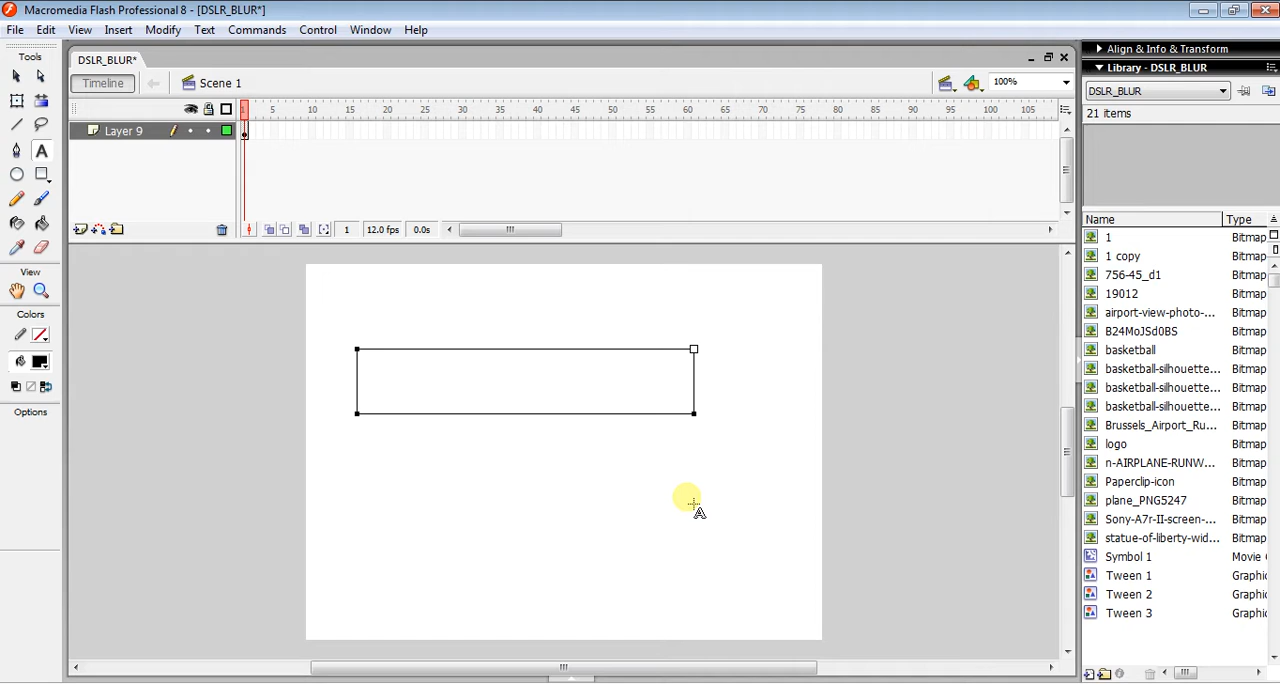 Macromedia Flash Professional 8 - [DSLR_BLUR*]
File Edit View Insert Modify Text Commands Control Window Help
Tools
DSLR_BLUR*
Timeline Scene 1 100%
1 5 10 15 20 25 30 35 40 45 50 55 60 65 70 75 80 85 90 95 100 105
Layer 9
1 12.0 fps 0.0s
View
Colors
Options
Align & Info & Transform
Library - DSLR_BLUR
DSLR_BLUR
21 items
Name Type
1 Bitmap
1 copy Bitmap
756-45_d1 Bitmap
19012 Bitmap
airport-view-photo-... Bitmap
B24MoJSd0BS Bitmap
basketball Bitmap
basketball-silhouette... Bitmap
basketball-silhouette... Bitmap
basketball-silhouette... Bitmap
Brussels_Airport_Ru... Bitmap
logo Bitmap
n-AIRPLANE-RUNW... Bitmap
Paperclip-icon Bitmap
plane_PNG5247 Bitmap
Sony-A7r-II-screen-... Bitmap
statue-of-liberty-wid... Bitmap
Symbol 1 Movie C
Tween 1 Graphic
Tween 2 Graphic
Tween 3 Graphic